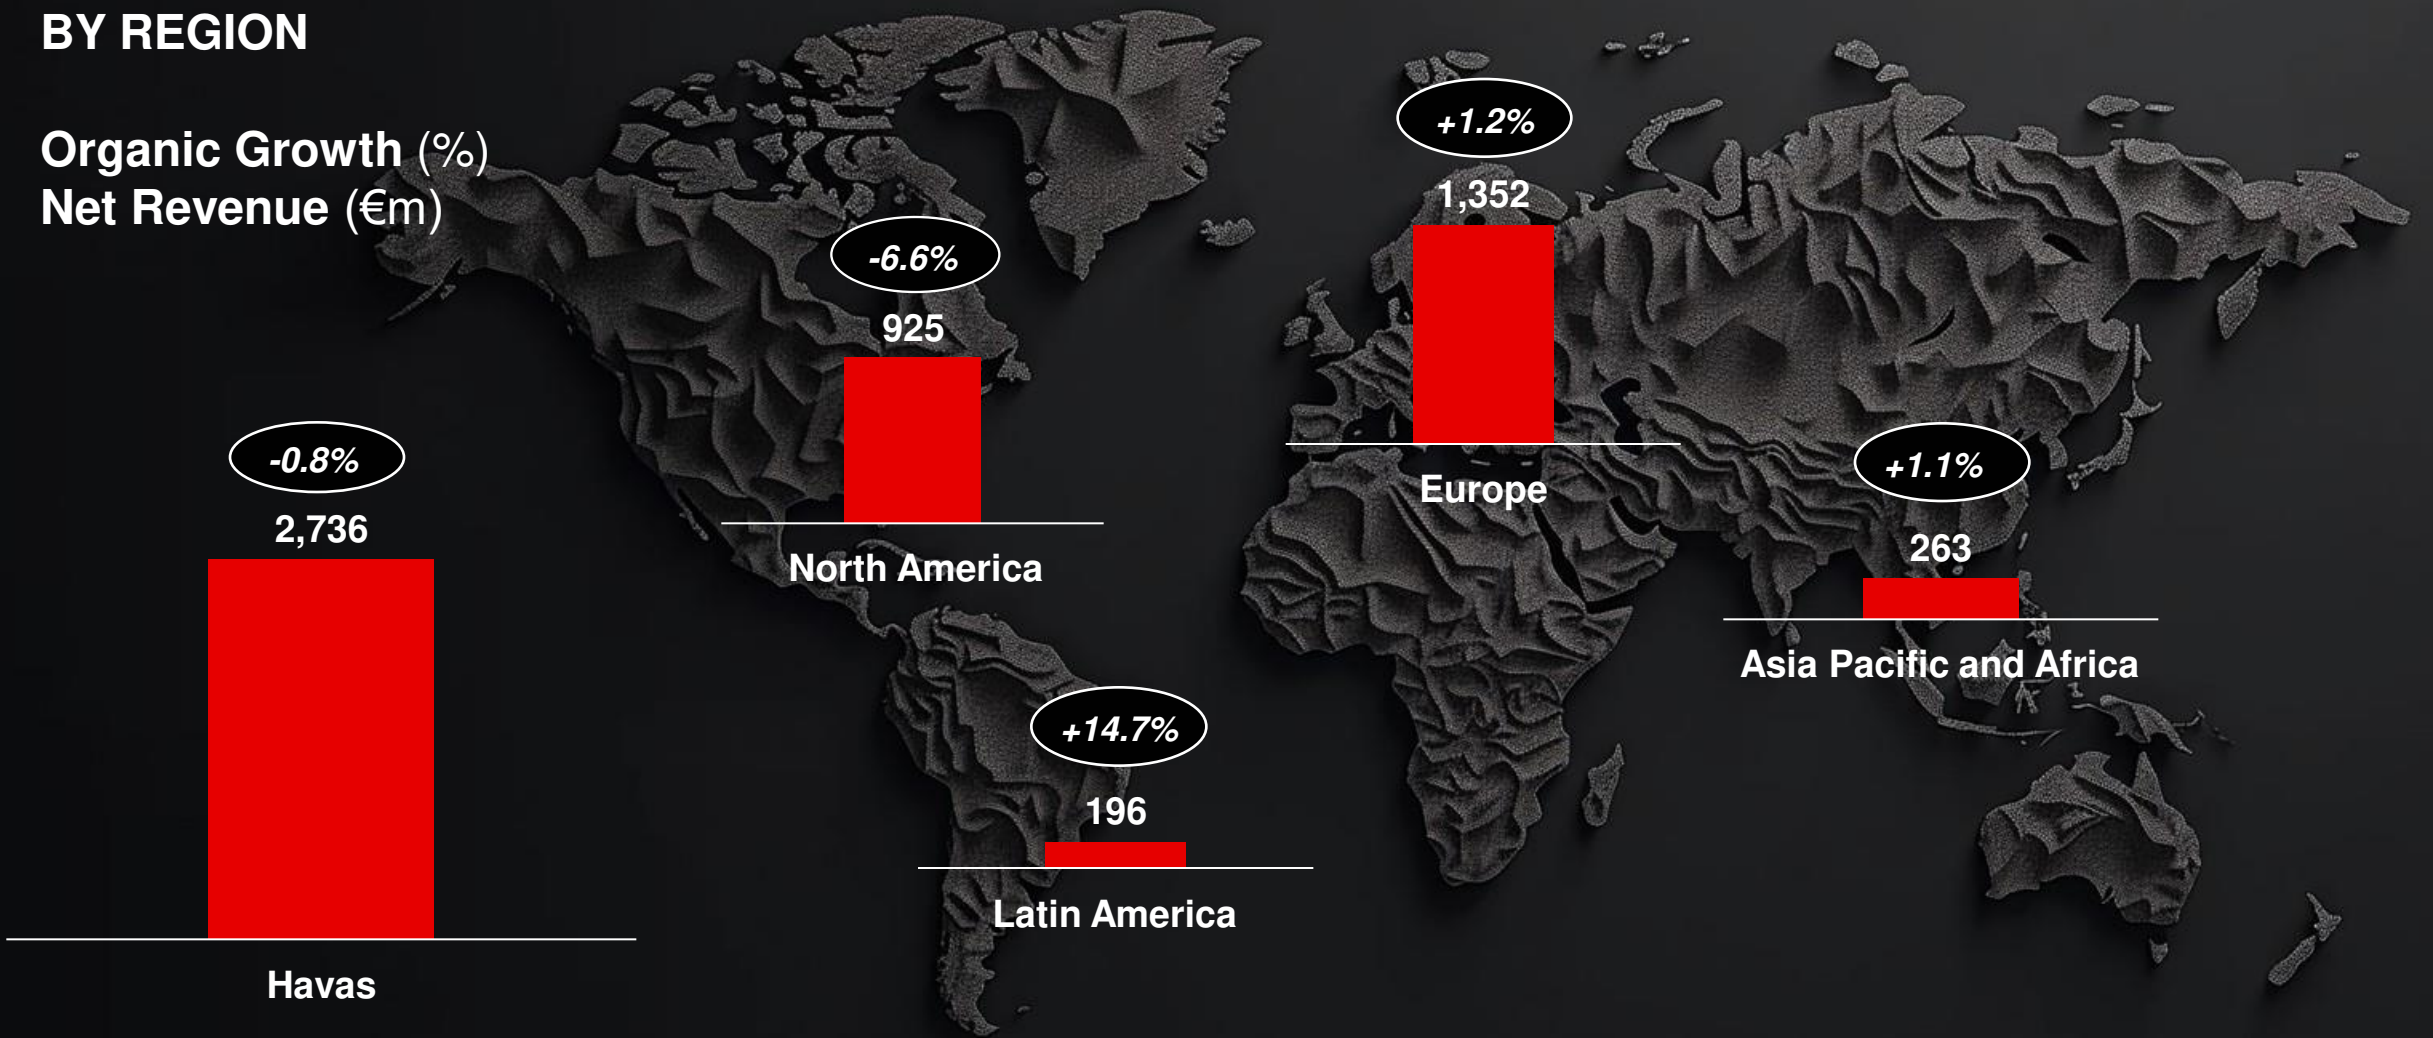 BY REGION
Organic Growth (%)
Net Revenue (€m)
-0.8%
2,736
Havas
-6.6%
925
North America
+14.7%
196
Latin America
+1.2%
1,352
Europe
+1.1%
263
Asia Pacific and Africa